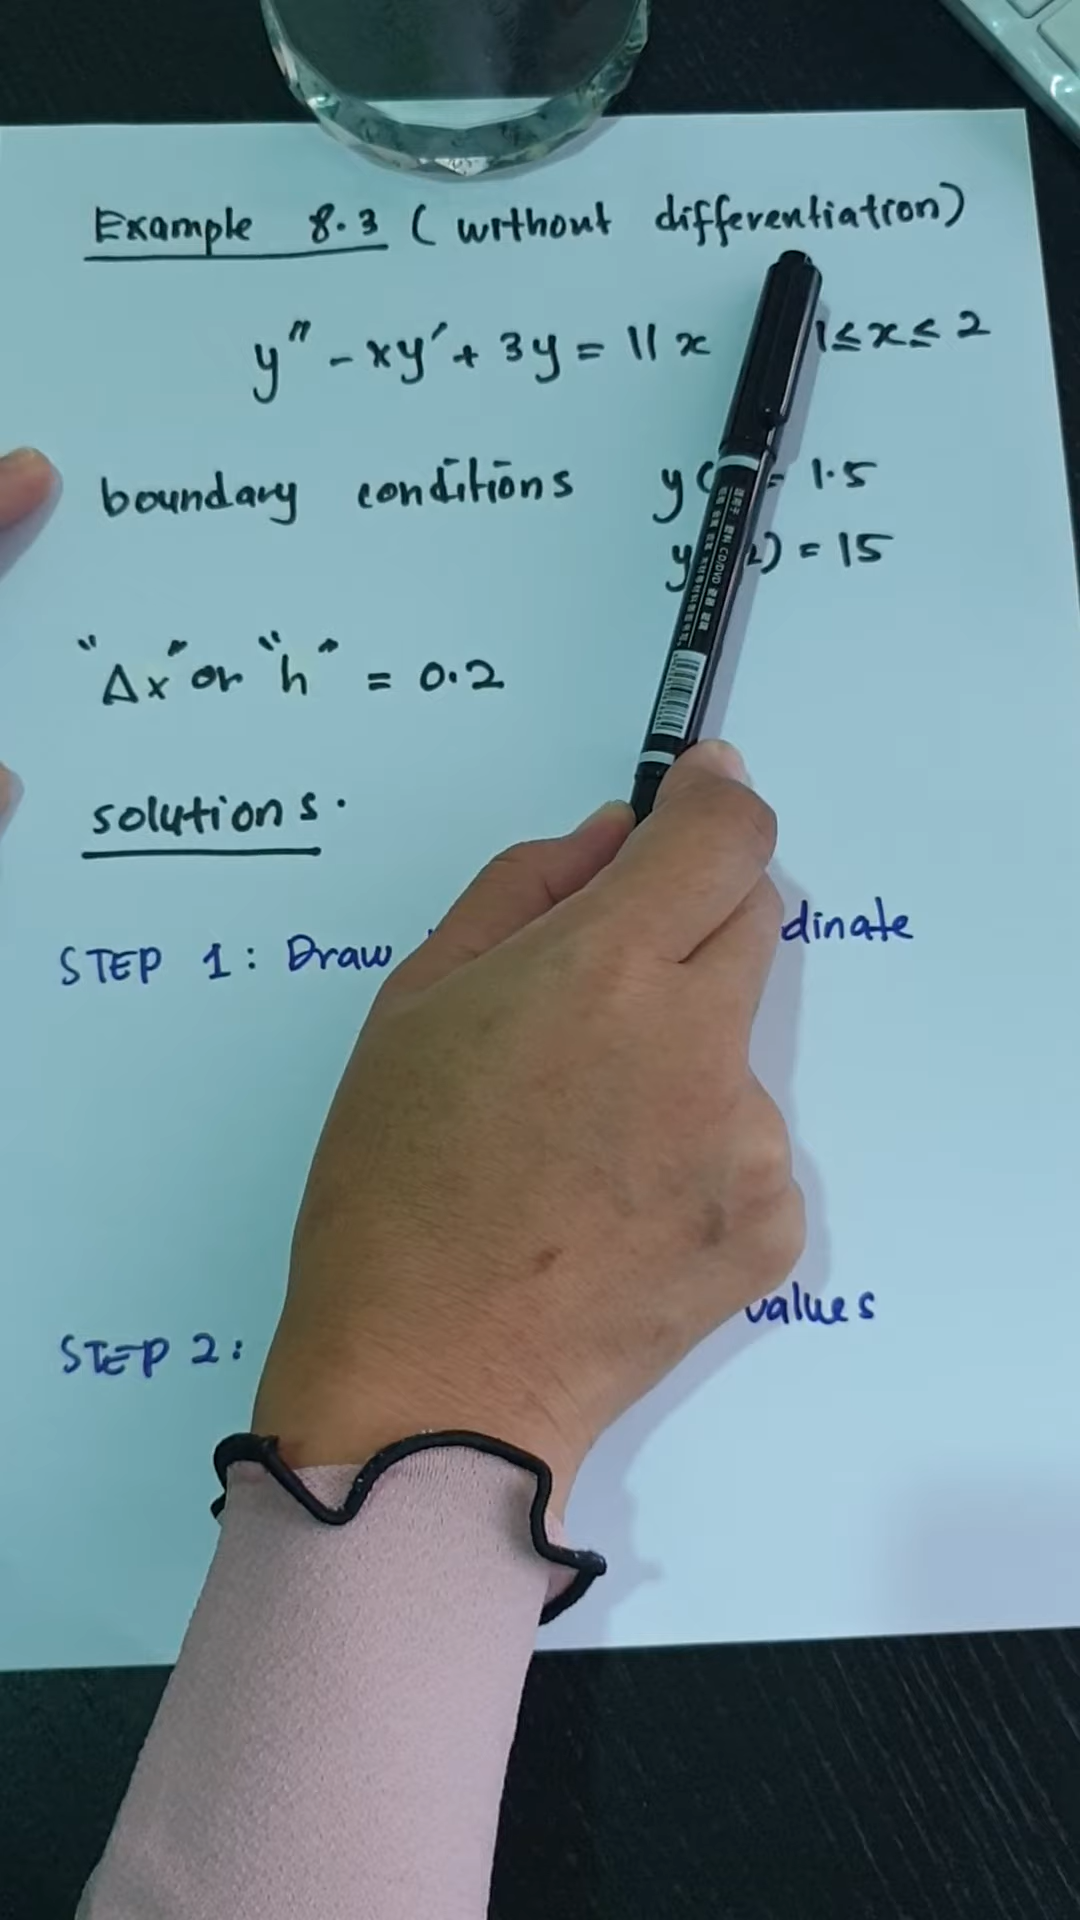 Example 8.3 (without differentiation)
y" - xy' + 3y = 11x 1≤x≤2
boundary conditions y( = 1.5
y 2) = 15
"Δx" or "h" = 0.2
solutions.
STEP 1: Draw dinate
STEP 2: values